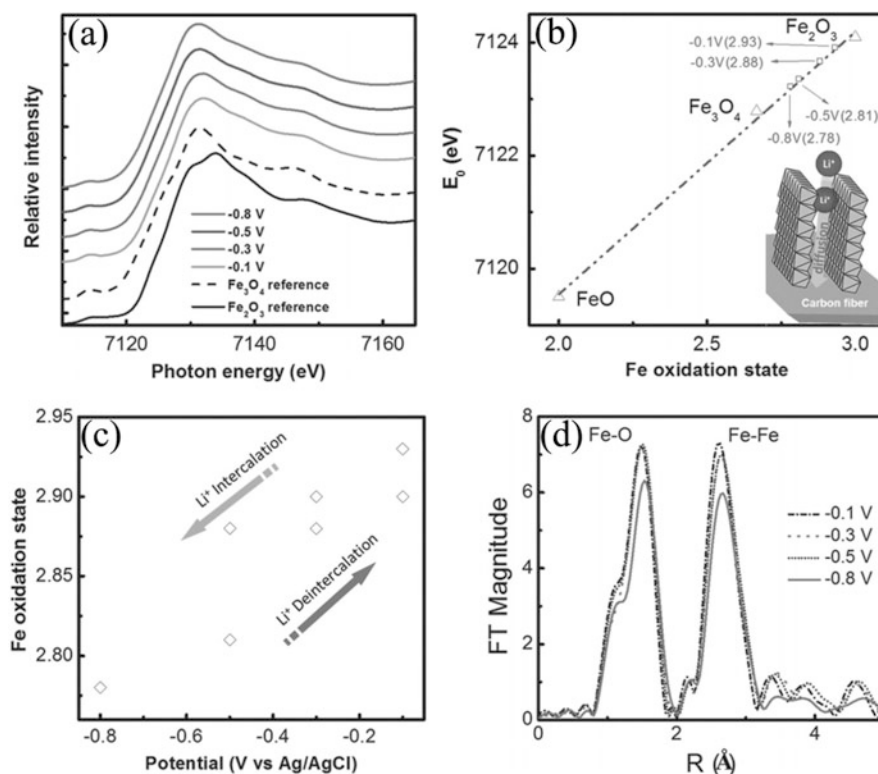 (a)
Relative intensity
-0.8 V
-0.5 V
-0.3 V
-0.1 V
Fe₃O₄ reference
Fe₂O₃ reference
7120
7140
7160
Photon energy (eV)
(b)
Fe₂O₃
-0.1V(2.93)
-0.3V(2.88)
Fe₃O₄
-0.5V(2.81)
-0.8V(2.78)
Li⁺
Li⁺
diffusion
Carbon fiber
FeO
7124
7122
7120
E₀ (eV)
2.0
2.5
3.0
Fe oxidation state
(c)
2.95
2.90
2.85
2.80
Fe oxidation state
Li⁺ Intercalation
Li⁺ Deintercalation
-0.8
-0.6
-0.4
-0.2
Potential (V vs Ag/AgCl)
(d)
Fe-O
Fe-Fe
-0.1 V
-0.3 V
-0.5 V
-0.8 V
8
6
4
2
0
FT Magnitude
0
2
4
R (Å)